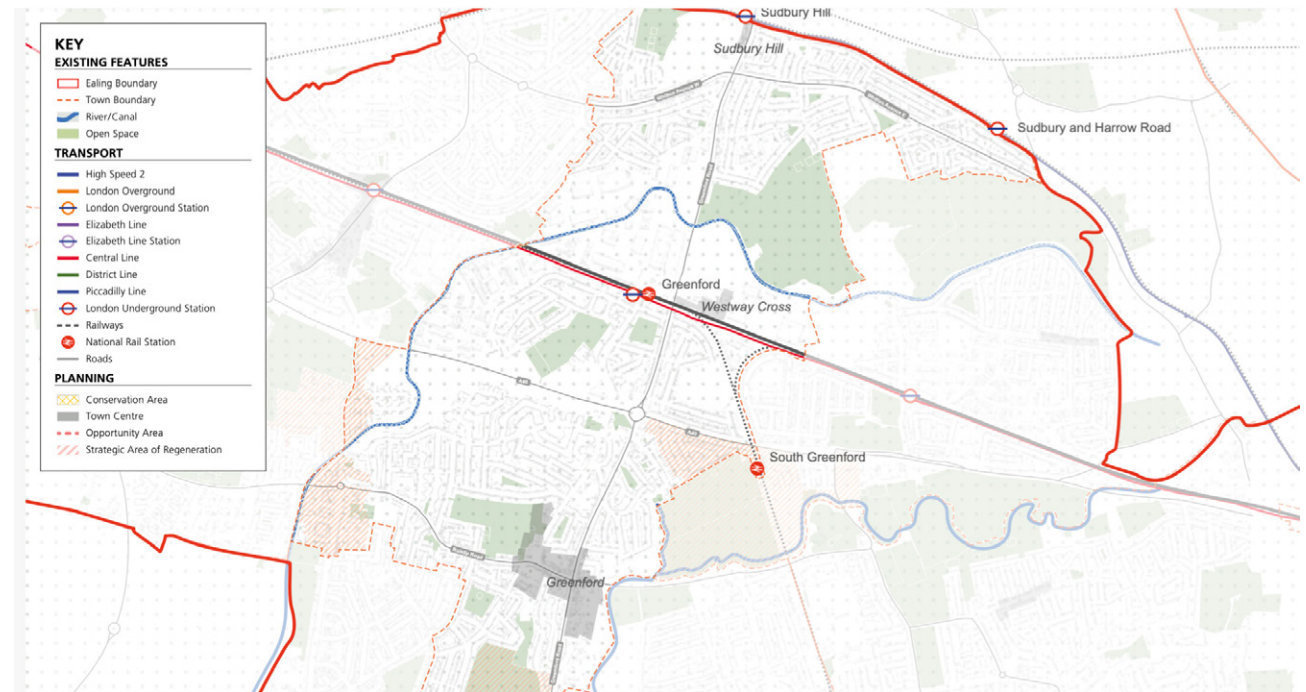 KEY
EXISTING FEATURES
Ealing Boundary
Town Boundary
River/Canal
Open Space
TRANSPORT
High Speed 2
London Overground
London Overground Station
Elizabeth Line
Elizabeth Line Station
Central Line
District Line
Piccadilly Line
London Underground Station
Railways
National Rail Station
Roads
PLANNING
Conservation Area
Town Centre
Opportunity Area
Strategic Area of Regeneration
Sudbury Hill
Sudbury Hill
Sudbury and Harrow Road
Greenford
Westway Cross
South Greenford
Greenford